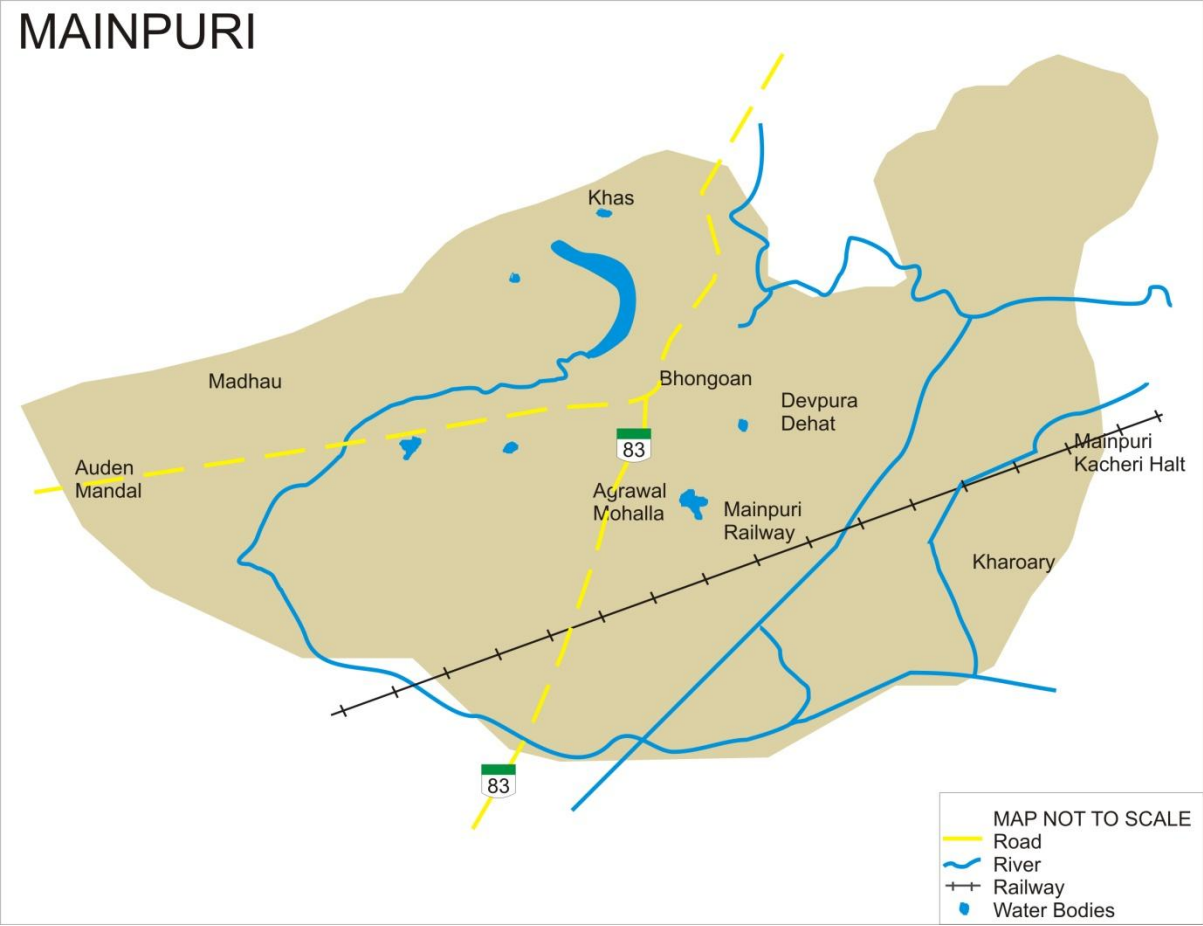 MAINPURI
Khas
Madhau
Bhongoan
Devpura
Dehat
83
Auden
Mandal
Agrawal
Mohalla
Mainpuri
Railway
Mainpuri
Kacheri Halt
Kharoary
83
MAP NOT TO SCALE
Road
River
Railway
Water Bodies